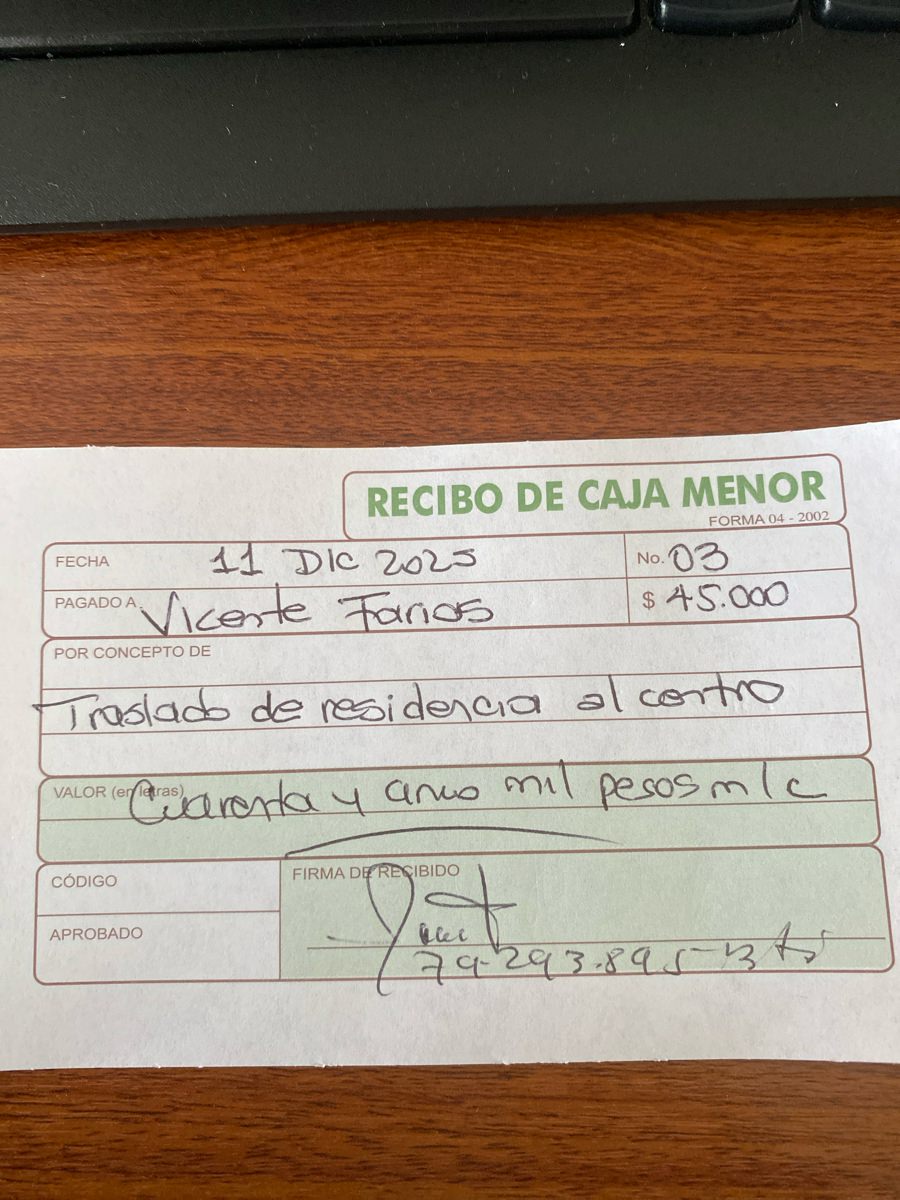 RECIBO DE CAJA MENOR
FORMA 04 - 2002
FECHA 11 DIC 2025 No. 03
PAGADO A Vicente Farias $ 45.000
POR CONCEPTO DE
Traslado de residencia al centro
VALOR (en letras) Cuarenta y cinco mil pesos m/c
CÓDIGO
FIRMA DE RECIBIDO
APROBADO
79.293.895